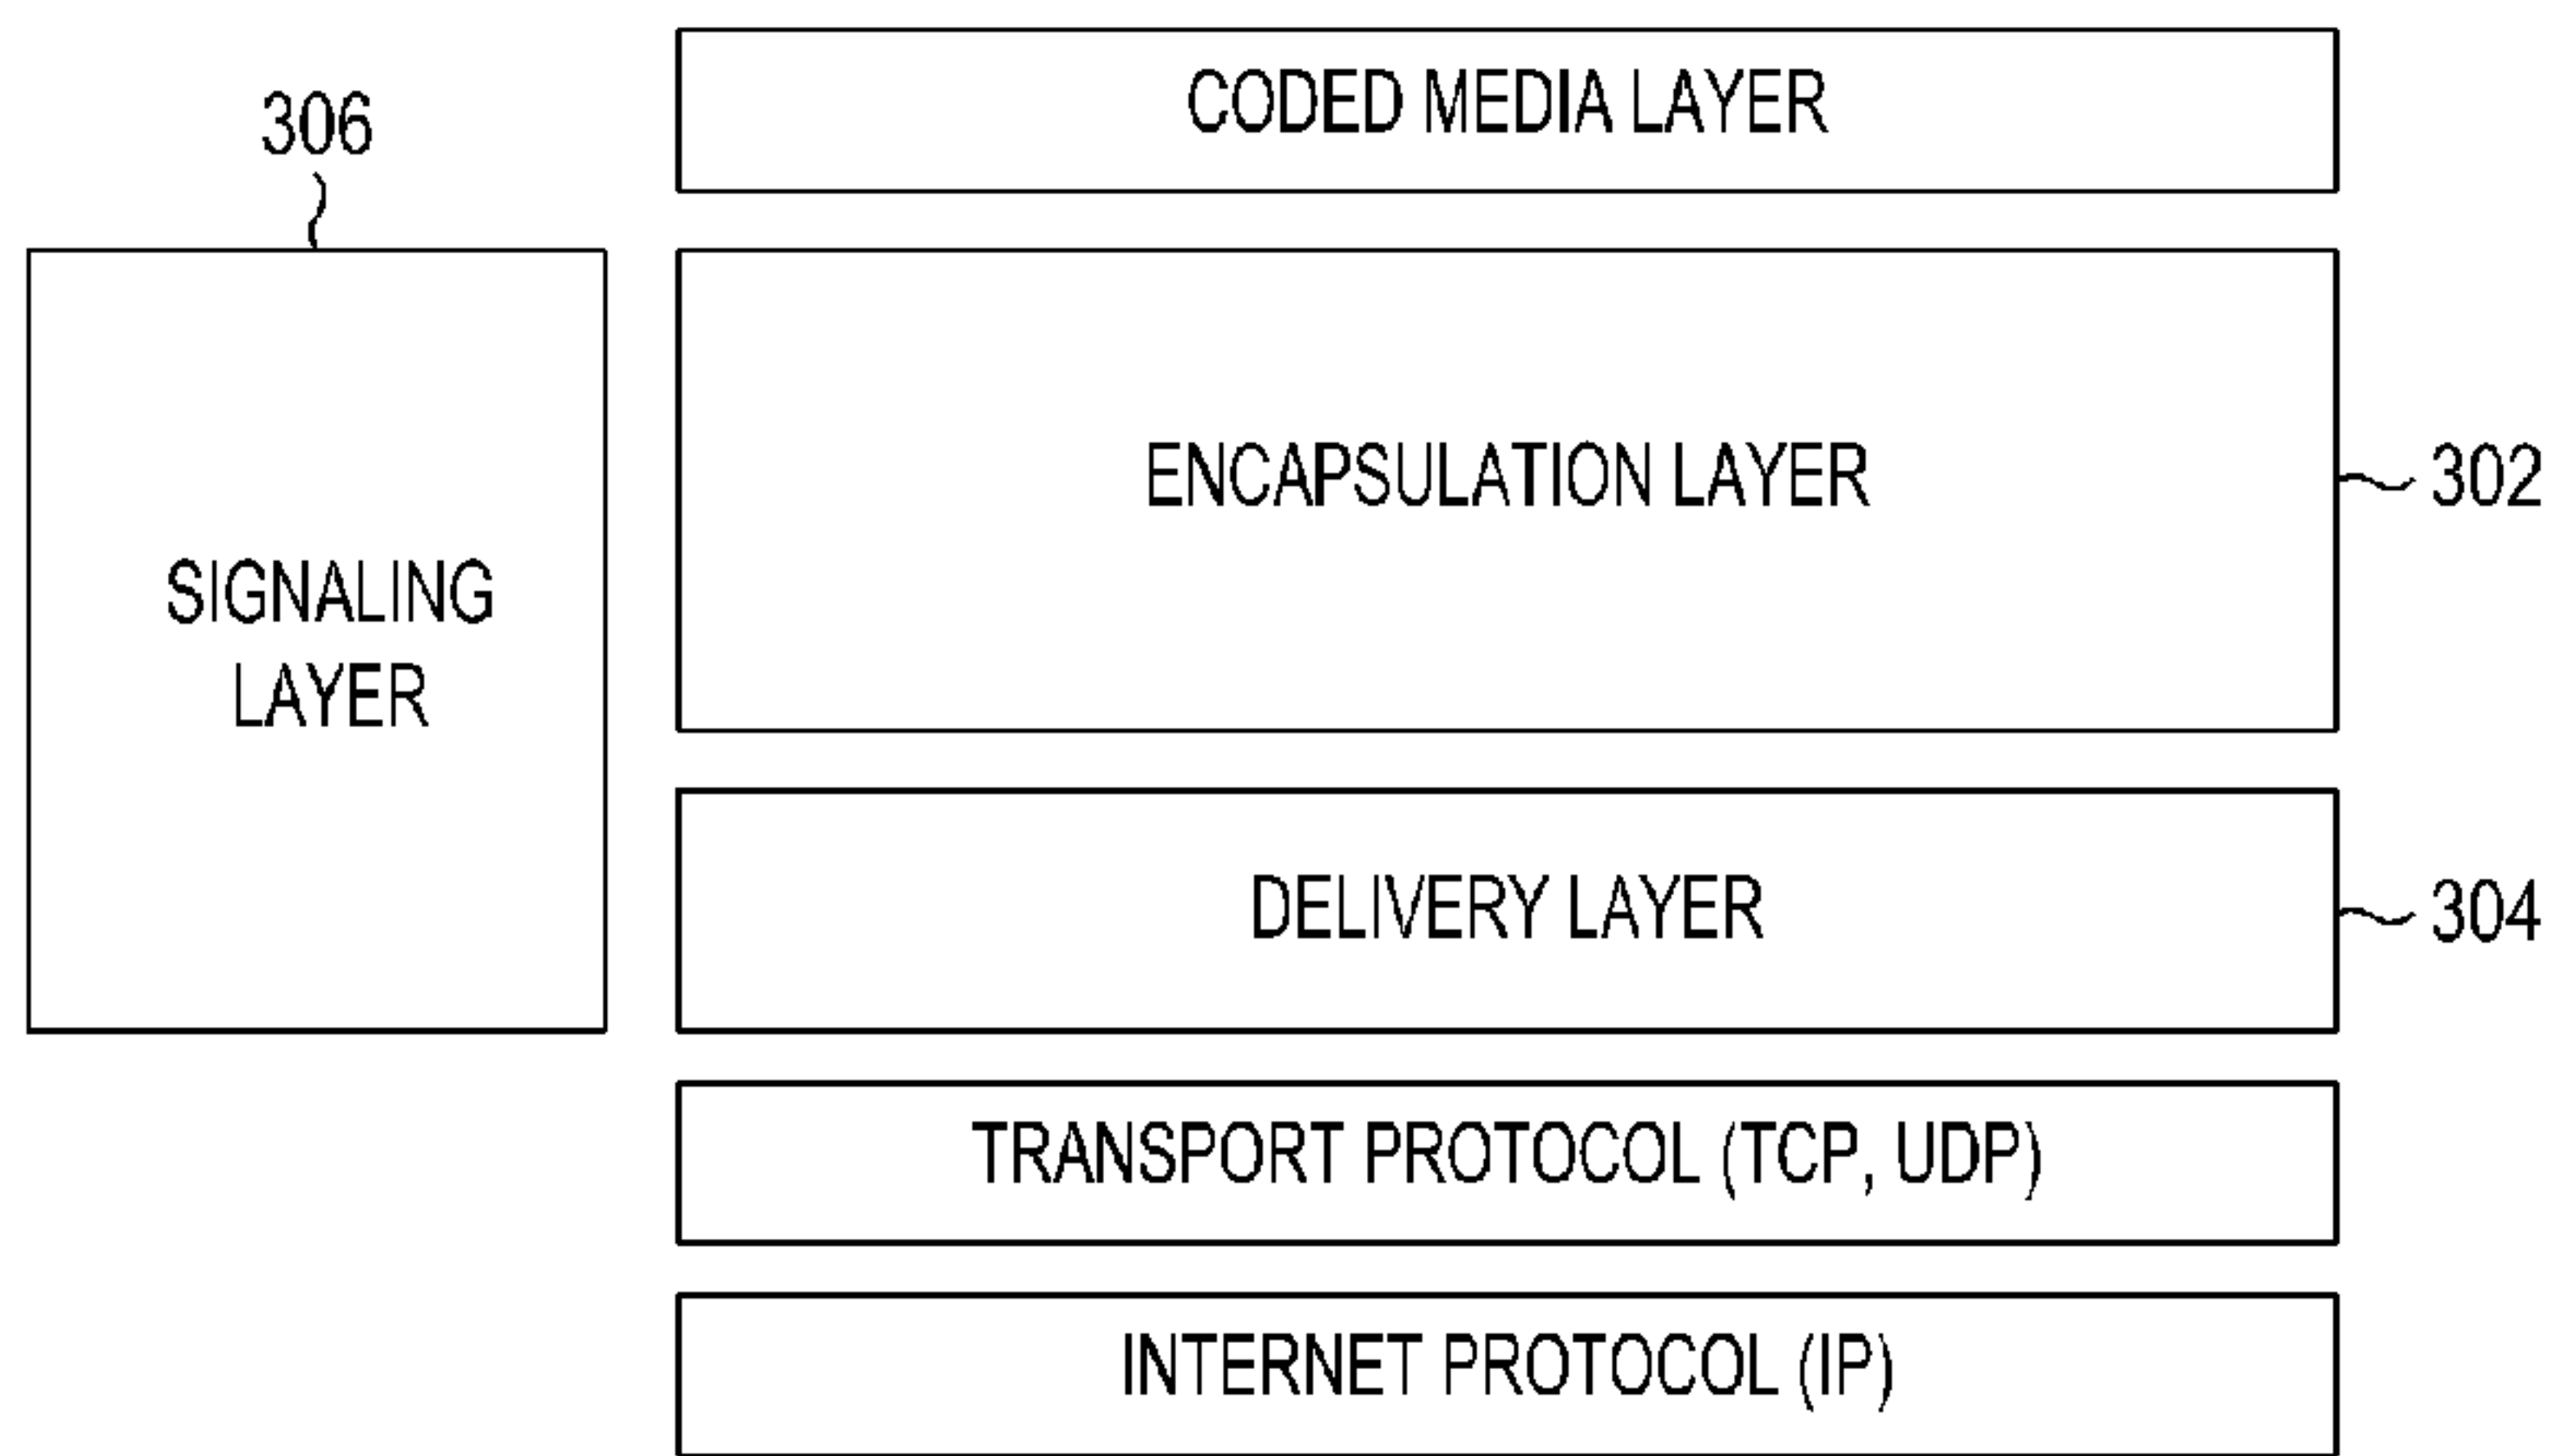 CODED MEDIA LAYER
306
ENCAPSULATION LAYER
302
SIGNALING
LAYER
DELIVERY LAYER
304
TRANSPORT PROTOCOL (TCP, UDP)
INTERNET PROTOCOL (IP)